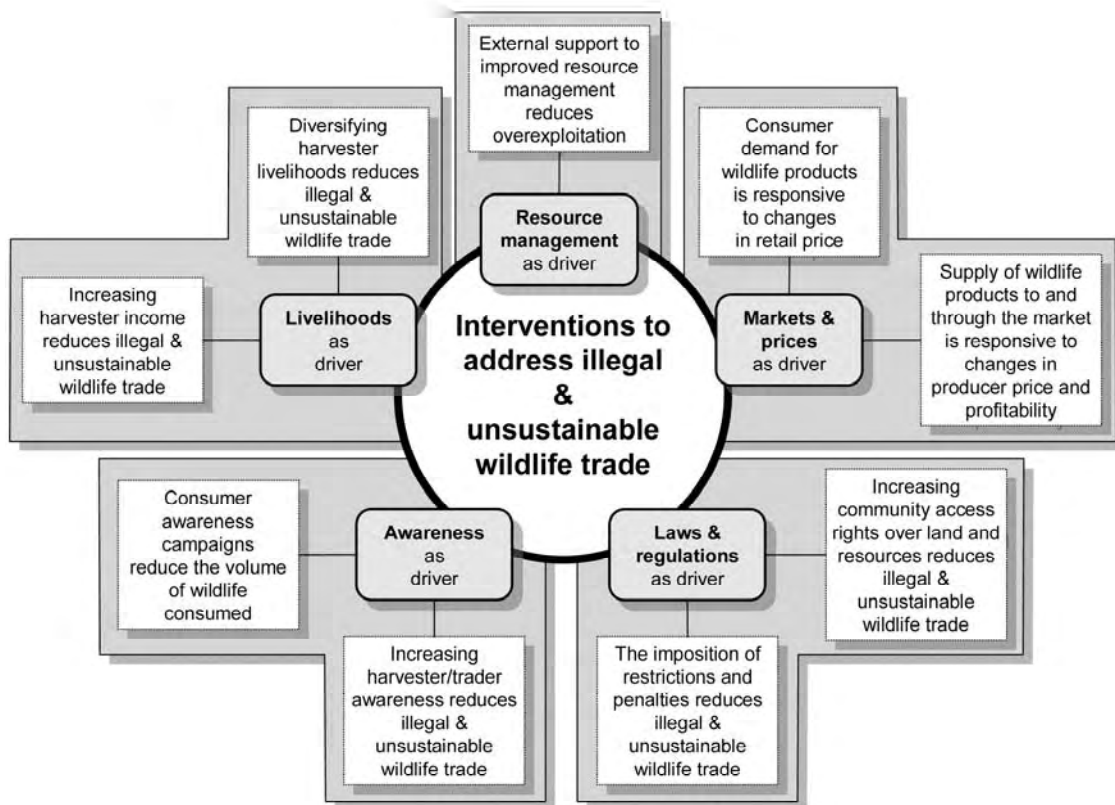 External support to
improved resource
management
reduces
overexploitation
Resource
management
as driver
Diversifying
harvester
livelihoods reduces
illegal &
unsustainable
wildlife trade
Increasing
harvester income
reduces illegal &
unsustainable
wildlife trade
Livelihoods
as
driver
Consumer
demand for
wildlife products
is responsive
to changes
in retail price
Markets &
prices
as driver
Supply of wildlife
products to and
through the market
is responsive to
changes in
producer price and
profitability
Interventions to
address illegal
&
unsustainable
wildlife trade
Consumer
awareness
campaigns
reduce the volume
of wildlife
consumed
Awareness
as
driver
Increasing
harvester/trader
awareness reduces
illegal &
unsustainable
wildlife trade
Laws &
regulations
as driver
The imposition of
restrictions and
penalties reduces
illegal &
unsustainable
wildlife trade
Increasing
community access
rights over land and
resources reduces
illegal &
unsustainable
wildlife trade